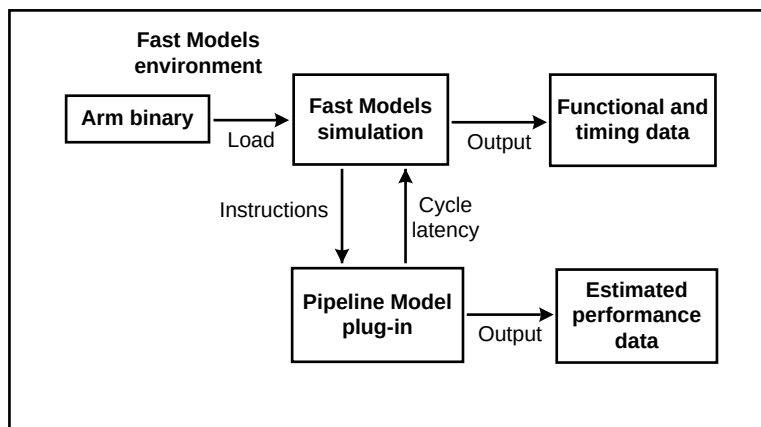 Fast Models
environment
Arm binary
Load
Fast Models
simulation
Output
Functional and
timing data
Instructions
Cycle
latency
Pipeline Model
plug-in
Output
Estimated
performance
data